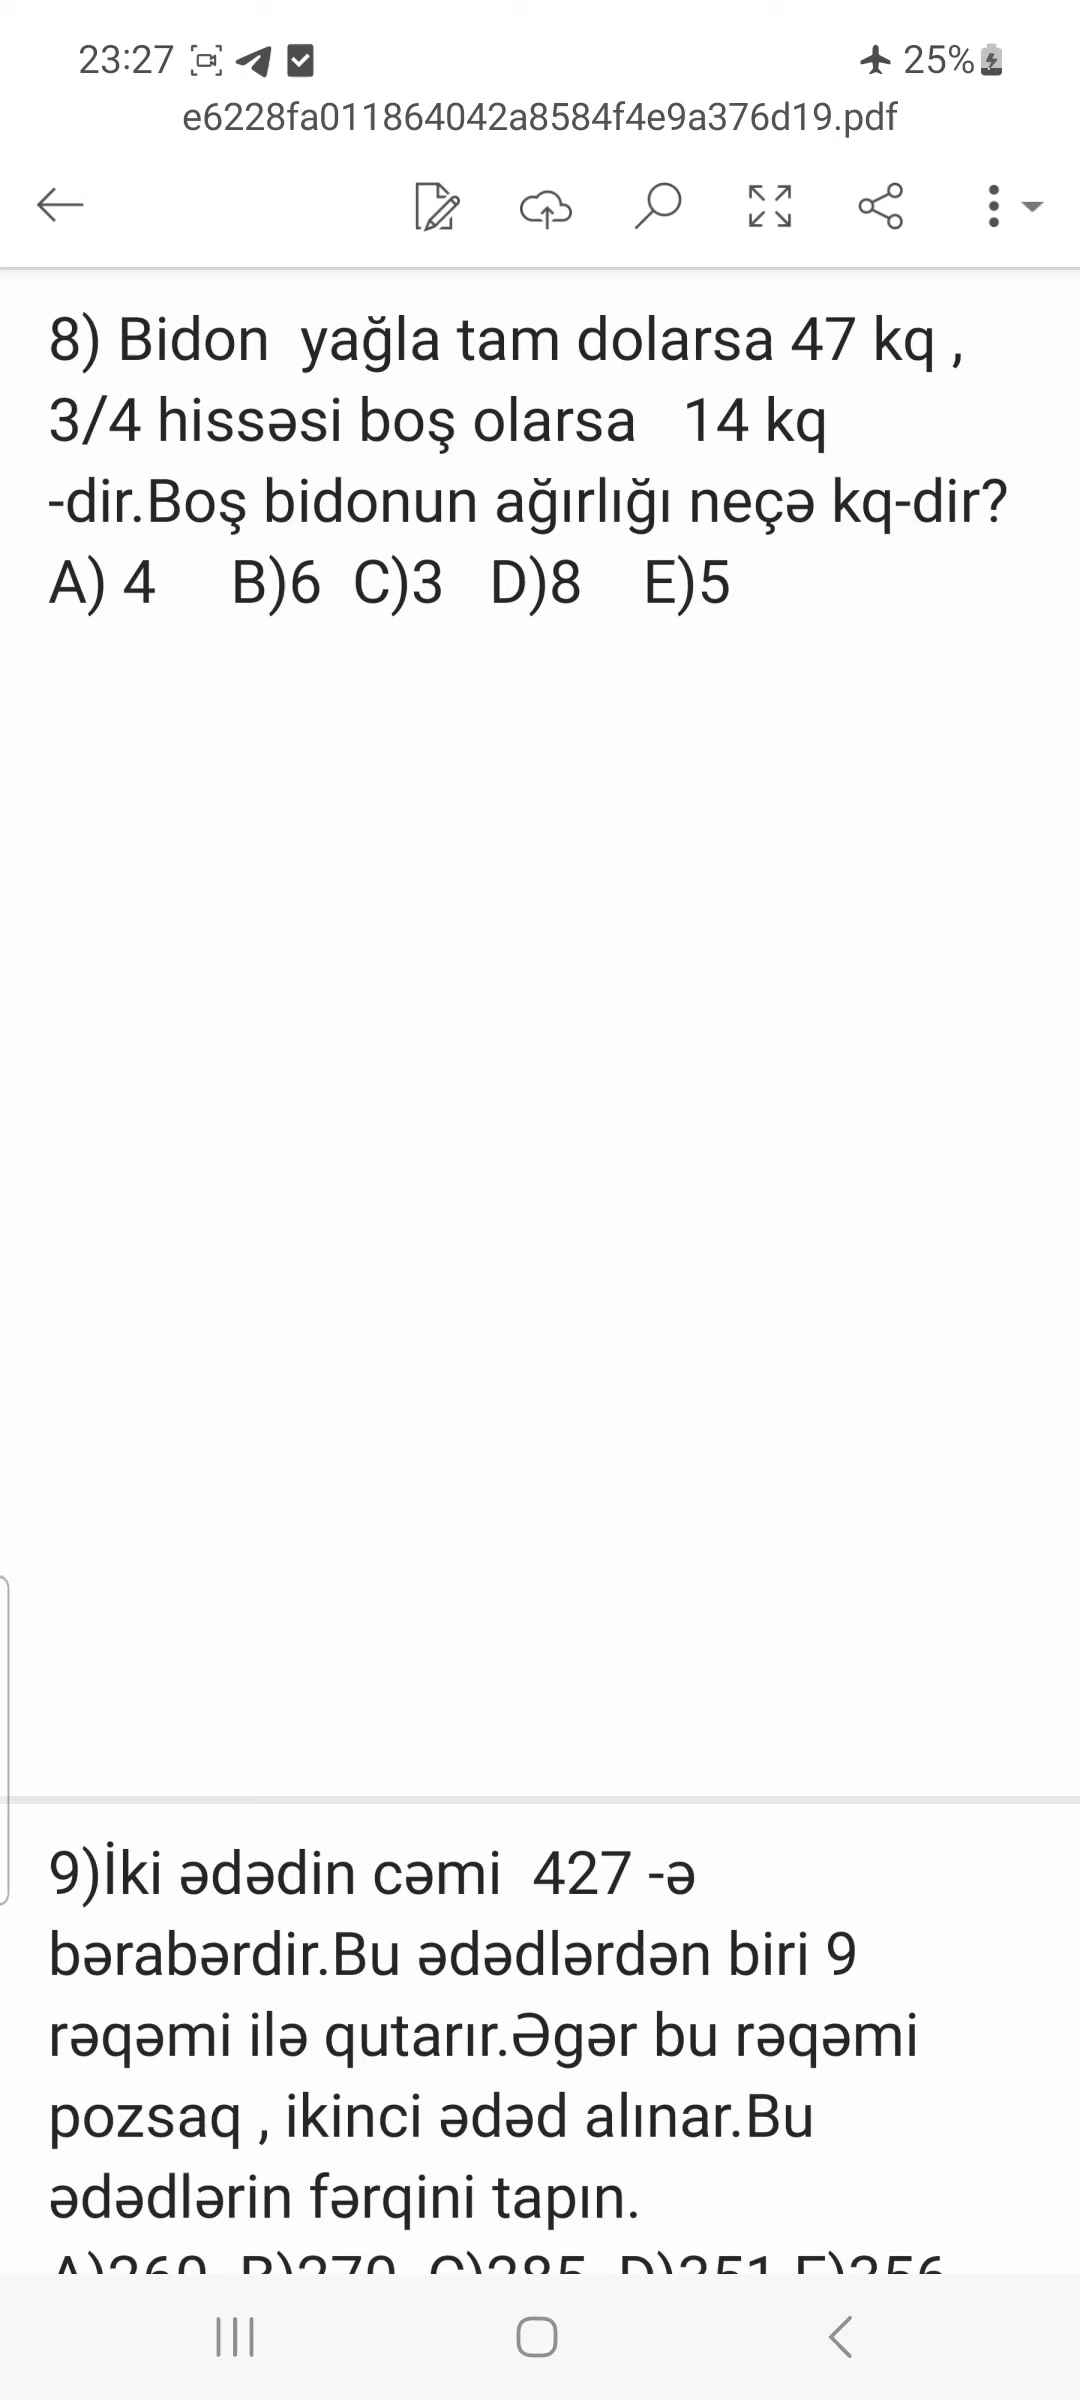 23:27 25%
e6228fa011864042a8584f4e9a376d19.pdf
8) Bidon yağla tam dolarsa 47 kq ,
3/4 hissəsi boş olarsa 14 kq
-dir.Boş bidonun ağırlığı neçə kq-dir?
A) 4 B)6 C)3 D)8 E)5
9)İki ədədin cəmi 427 -ə
bərabərdir.Bu ədədlərdən biri 9
rəqəmi ilə qutarır.Əgər bu rəqəmi
pozsaq , ikinci ədəd alınar.Bu
ədədlərin fərqini tapın.